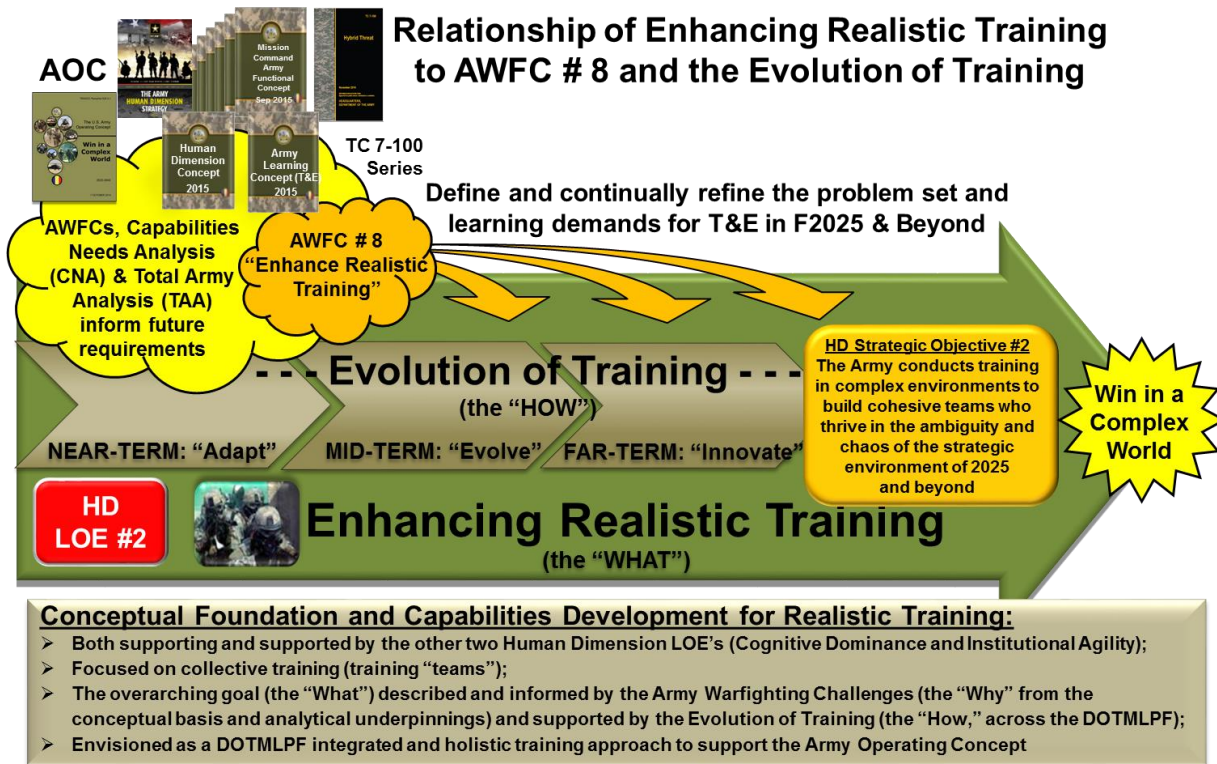 Relationship of Enhancing Realistic Training
to AWFC # 8 and the Evolution of Training
AOC
THE ARMY
HUMAN DIMENSION
STRATEGY
Mission
Command
Army
Functional
Concept
Sep 2015
TC 7-100
Hybrid Threat
HEADQUARTERS,
DEPARTMENT OF THE ARMY
The U.S. Army
Operating Concept
Win in a
Complex
World
Human
Dimension
Concept
2015
Army
Learning
Concept (T&E)
2015
TC 7-100
Series
Define and continually refine the problem set and
learning demands for T&E in F2025 & Beyond
AWFCs, Capabilities
Needs Analysis
(CNA) & Total Army
Analysis (TAA)
inform future
requirements
AWFC # 8
“Enhance Realistic
Training”
- - - Evolution of Training - - -
(the “HOW”)
NEAR-TERM: “Adapt”
MID-TERM: “Evolve”
FAR-TERM: “Innovate”
HD Strategic Objective #2
The Army conducts training
in complex environments to
build cohesive teams who
thrive in the ambiguity and
chaos of the strategic
environment of 2025
and beyond
Win in a
Complex
World
HD
LOE #2
Enhancing Realistic Training
(the “WHAT”)
Conceptual Foundation and Capabilities Development for Realistic Training:
➢ Both supporting and supported by the other two Human Dimension LOE’s (Cognitive Dominance and Institutional Agility);
➢ Focused on collective training (training “teams”);
➢ The overarching goal (the “What”) described and informed by the Army Warfighting Challenges (the “Why” from the
conceptual basis and analytical underpinnings) and supported by the Evolution of Training (the “How,” across the DOTMLPF);
➢ Envisioned as a DOTMLPF integrated and holistic training approach to support the Army Operating Concept